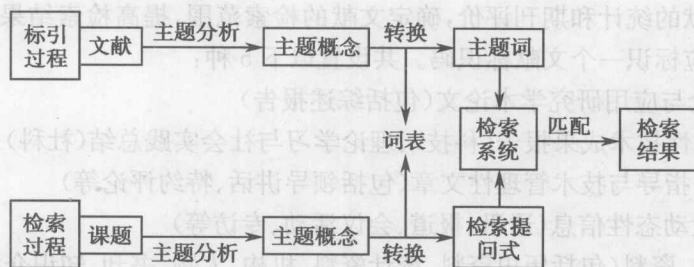 标引
过程
文献
主题分析
主题概念
转换
主题词
词表
检索
系统
匹配
检索
结果
检索
过程
课题
主题分析
主题概念
转换
检索提
问式